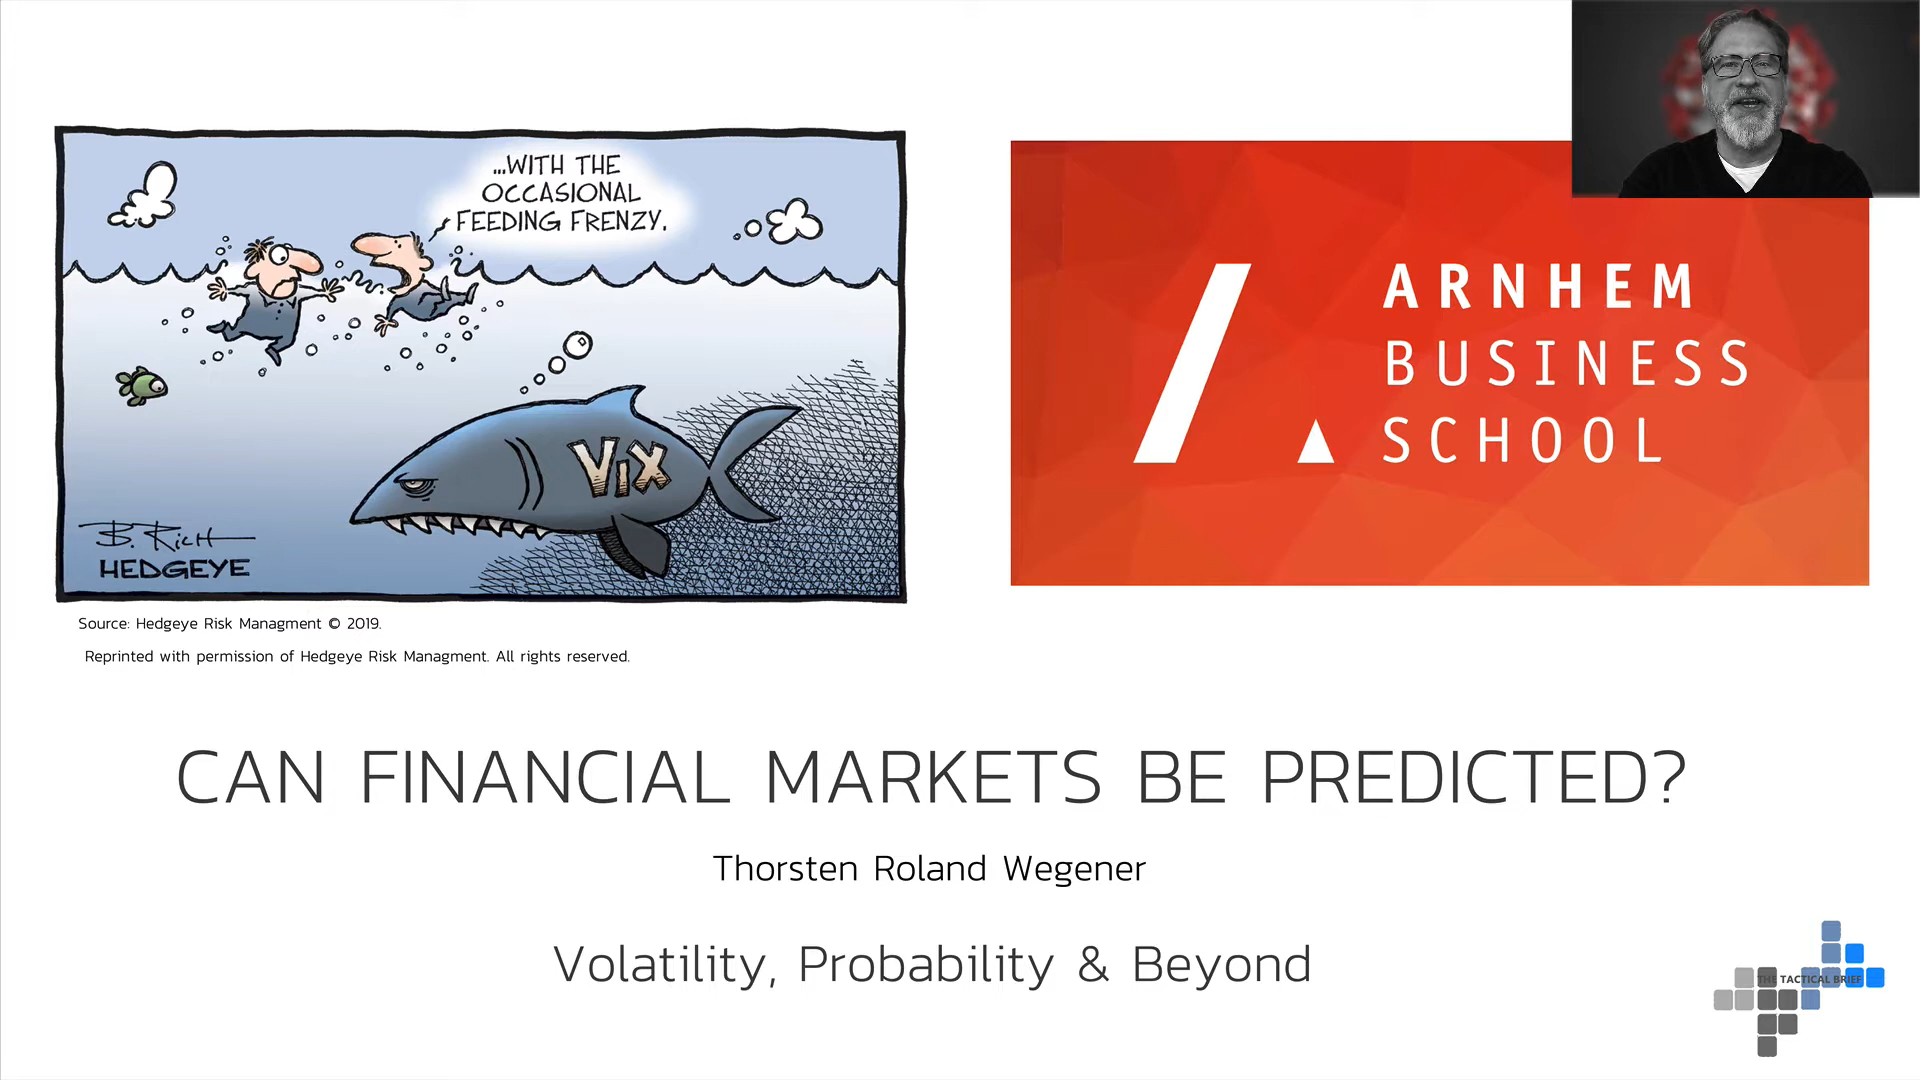 ...WITH THE
OCCASIONAL
FEEDING FRENZY.
VIX
B. RICH
HEDGEYE
Source: Hedgeye Risk Managment © 2019.
Reprinted with permission of Hedgeye Risk Managment. All rights reserved.
ARNHEM
BUSINESS
SCHOOL
CAN FINANCIAL MARKETS BE PREDICTED?
Thorsten Roland Wegener
Volatility, Probability & Beyond
THE TACTICAL BRIEF